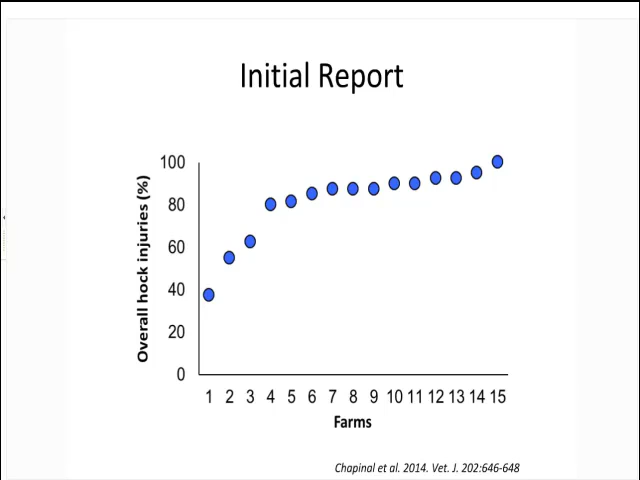 Initial Report
Overall hock injuries (%)
100
80
60
40
20
0
1 2 3 4 5 6 7 8 9 10 11 12 13 14 15
Farms
Chapinal et al. 2014. Vet. J. 202:646-648